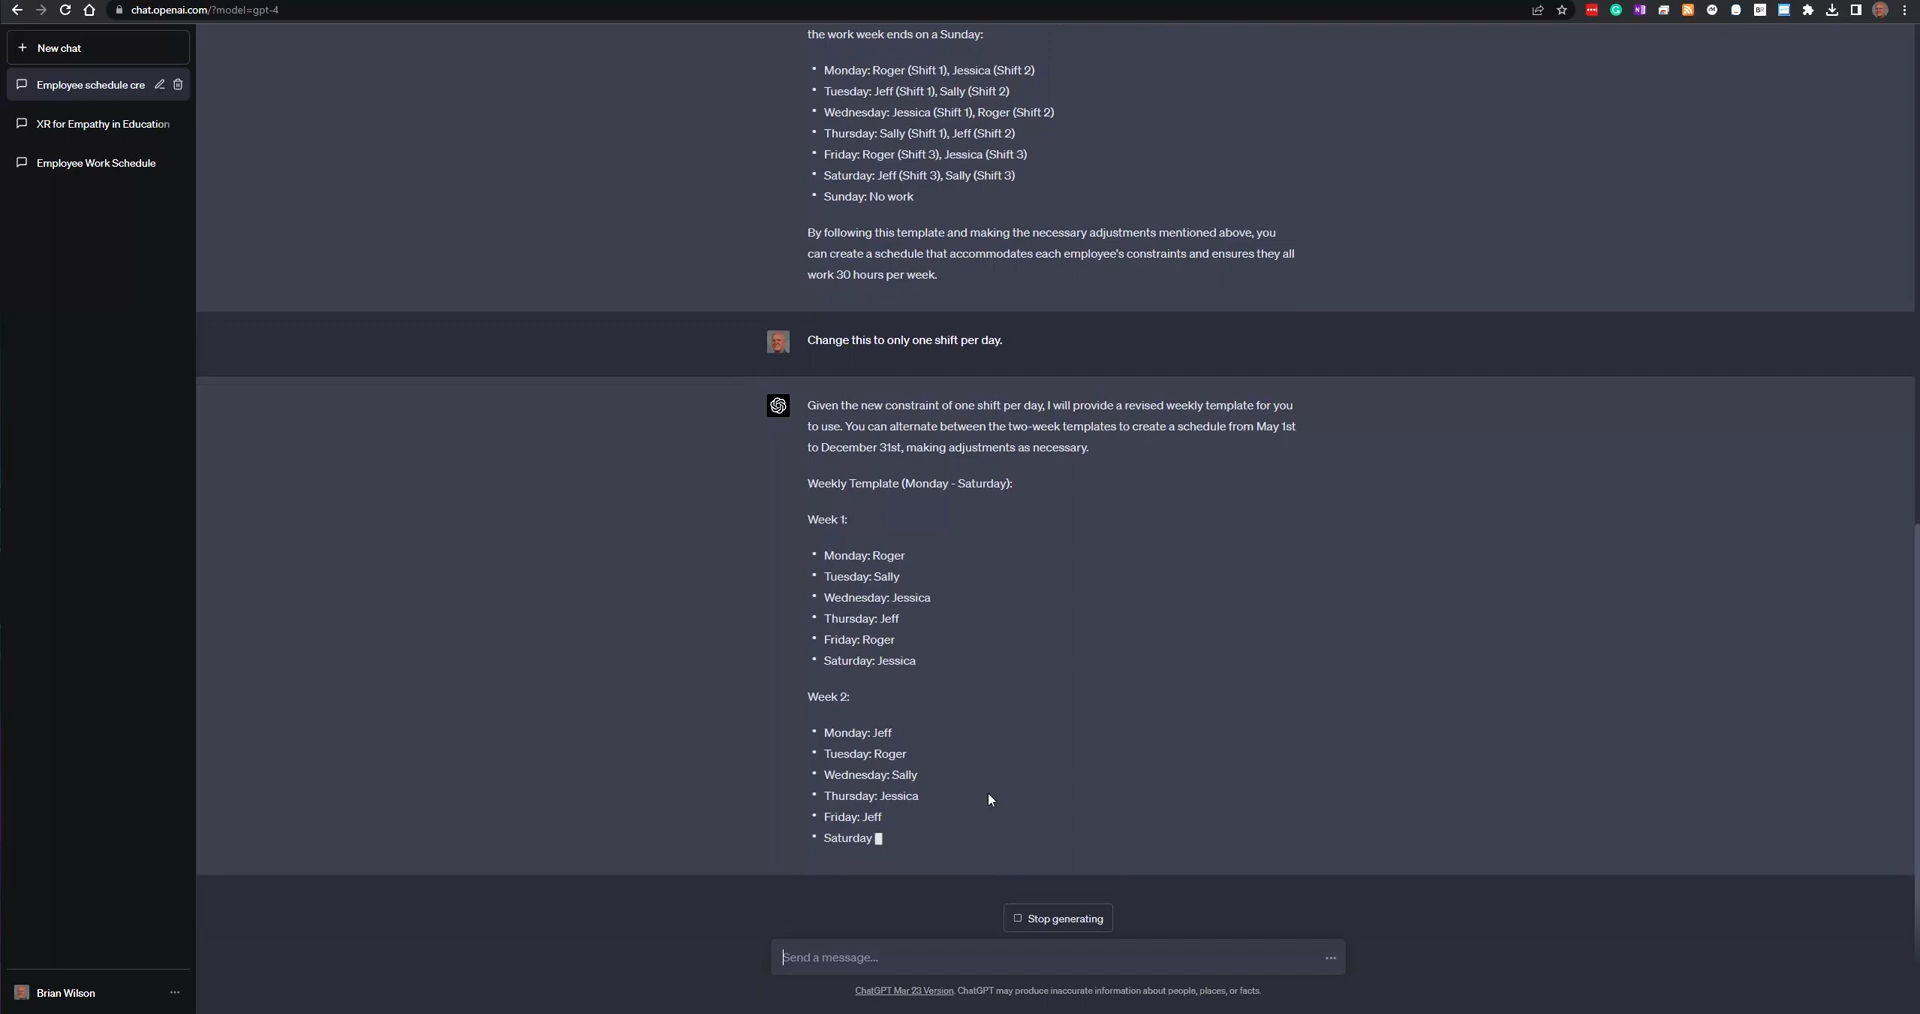 chat.openai.com/?model=gpt-4
New chat
Employee schedule cre
XR for Empathy in Education
Employee Work Schedule
the work week ends on a Sunday:
• Monday: Roger (Shift 1), Jessica (Shift 2)
• Tuesday: Jeff (Shift 1), Sally (Shift 2)
• Wednesday: Jessica (Shift 1), Roger (Shift 2)
• Thursday: Sally (Shift 1), Jeff (Shift 2)
• Friday: Roger (Shift 3), Jessica (Shift 3)
• Saturday: Jeff (Shift 3), Sally (Shift 3)
• Sunday: No work
By following this template and making the necessary adjustments mentioned above, you
can create a schedule that accommodates each employee's constraints and ensures they all
work 30 hours per week.
Change this to only one shift per day.
Given the new constraint of one shift per day, I will provide a revised weekly template for you
to use. You can alternate between the two-week templates to create a schedule from May 1st
to December 31st, making adjustments as necessary.
Weekly Template (Monday - Saturday):
Week 1:
• Monday: Roger
• Tuesday: Sally
• Wednesday: Jessica
• Thursday: Jeff
• Friday: Roger
• Saturday: Jessica
Week 2:
• Monday: Jeff
• Tuesday: Roger
• Wednesday: Sally
• Thursday: Jessica
• Friday: Jeff
• Saturday
Stop generating
Send a message...
ChatGPT Mar 23 Version. ChatGPT may produce inaccurate information about people, places, or facts.
Brian Wilson